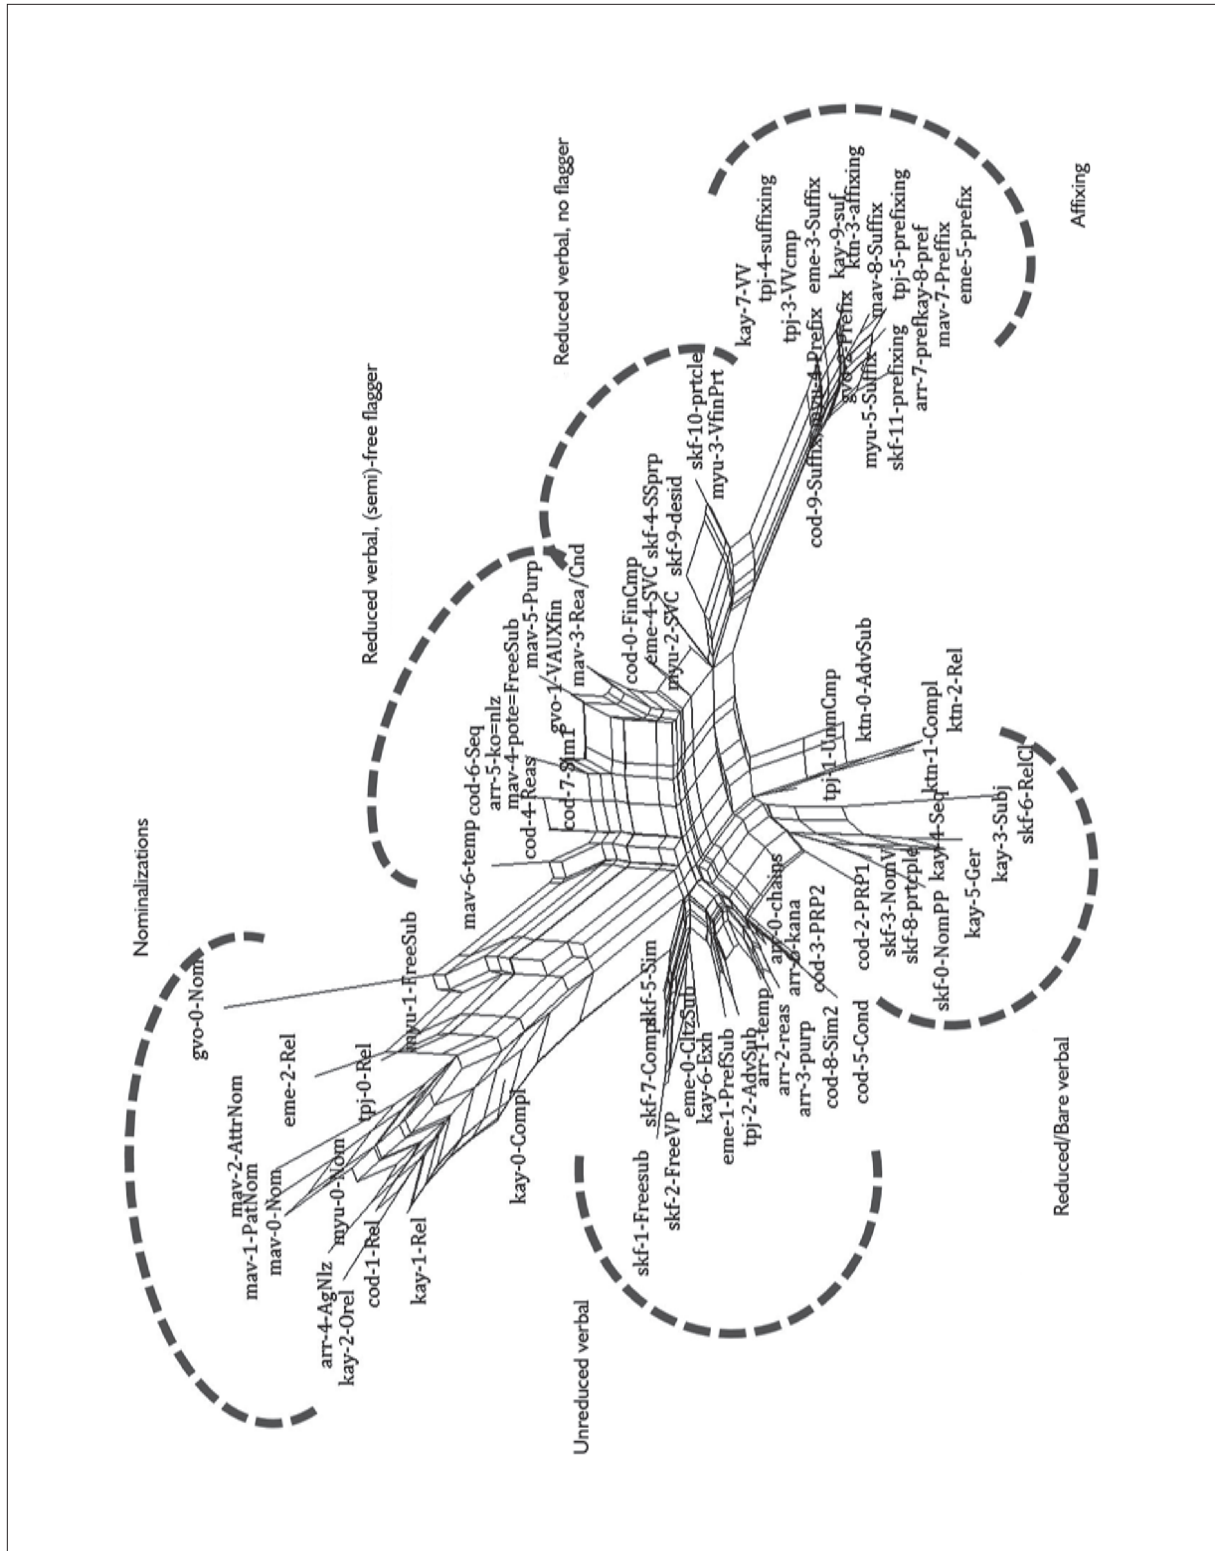 Nominalizations
gvo-0-Nom
eme-2-Rel
mav-2-AttrNom
mav-1-PatNom
mav-0-Nom
tpj-0-Rel
myu-1-FreeSub
myu-0-Nom
arr-4-AgNlz
kay-2-Orel
cod-1-Rel
kay-1-Rel
kay-0-Compl
Reduced verbal, (semi)-free flagger
mav-6-temp
cod-6-Seq
arr-5-ko=nlz
mav-4-pote=FreeSub
cod-4-Reas
mav-5-Purp
gvo-1-VAUXfin
cod-7-Sim1
mav-3-Rea/Cnd
Reduced verbal, no flagger
cod-0-FinCmp
eme-4-SVC
skf-4-SSprp
myu-2-SVC
skf-9-desid
skf-10-prtcle
myu-3-VfinPrt
Affixing
kay-7-VV
tpj-4-suffixing
tpj-3-VVcmp
eme-3-Suffix
cod-9-Suffix
myu-4-Prefix
kay-9-suf
gvo-2-Prefix
ktn-3-affixing
myu-5-Suffix
mav-8-Suffix
skf-11-prefixing
tpj-5-prefixing
arr-7-pref
kay-8-pref
mav-7-Preffix
eme-5-prefix
Unreduced verbal
skf-1-Freesub
skf-7-Compl
skf-5-Sim
skf-2-FreeVP
eme-0-CltzSub
kay-6-Exh
eme-1-PrefSub
tpj-2-AdvSub
arr-1-temp
arr-2-reas
arr-3-purp
cod-8-Sim2
cod-5-Cond
Reduced/Bare verbal
arr-0-chains
arr-6-kana
cod-3-PRP2
cod-2-PRP1
skf-3-NomV
skf-8-prtcple
skf-0-NomPP
kay-4-Seq
kay-5-Ger
kay-3-Subj
skf-6-RelCl
tpj-1-UnmCmp
ktn-0-AdvSub
ktn-1-Compl
ktn-2-Rel